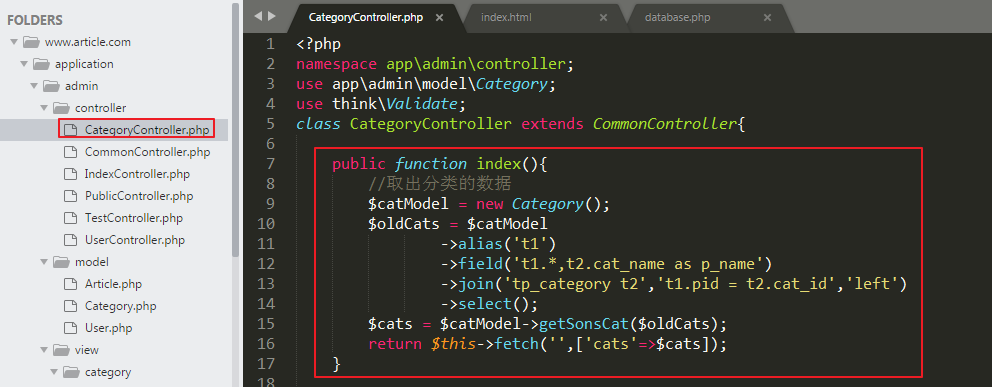 FOLDERS
www.article.com
application
admin
controller
CategoryController.php
CommonController.php
IndexController.php
PublicController.php
TestController.php
UserController.php
model
Article.php
Category.php
User.php
view
category
CategoryController.php ×
index.html ×
database.php ×
1 <?php
2 namespace app\admin\controller;
3 use app\admin\model\Category;
4 use think\Validate;
5 class CategoryController extends CommonController{
6
7 public function index(){
8 //取出分类的数据
9 $catModel = new Category();
10 $oldCats = $catModel
11 ->alias('t1')
12 ->field('t1.*,t2.cat_name as p_name')
13 ->join('tp_category t2','t1.pid = t2.cat_id','left')
14 ->select();
15 $cats = $catModel->getSonsCat($oldCats);
16 return $this->fetch('',['cats'=>$cats]);
17 }
18